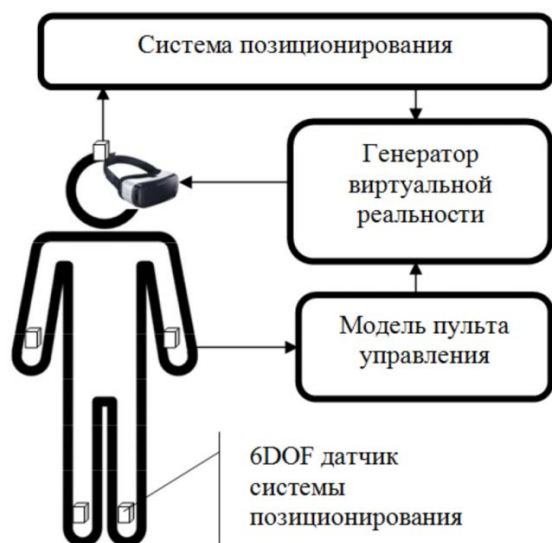 Система позиционирования
Генератор
виртуальной
реальности
Модель пульта
управления
6DOF датчик
системы
позиционирования